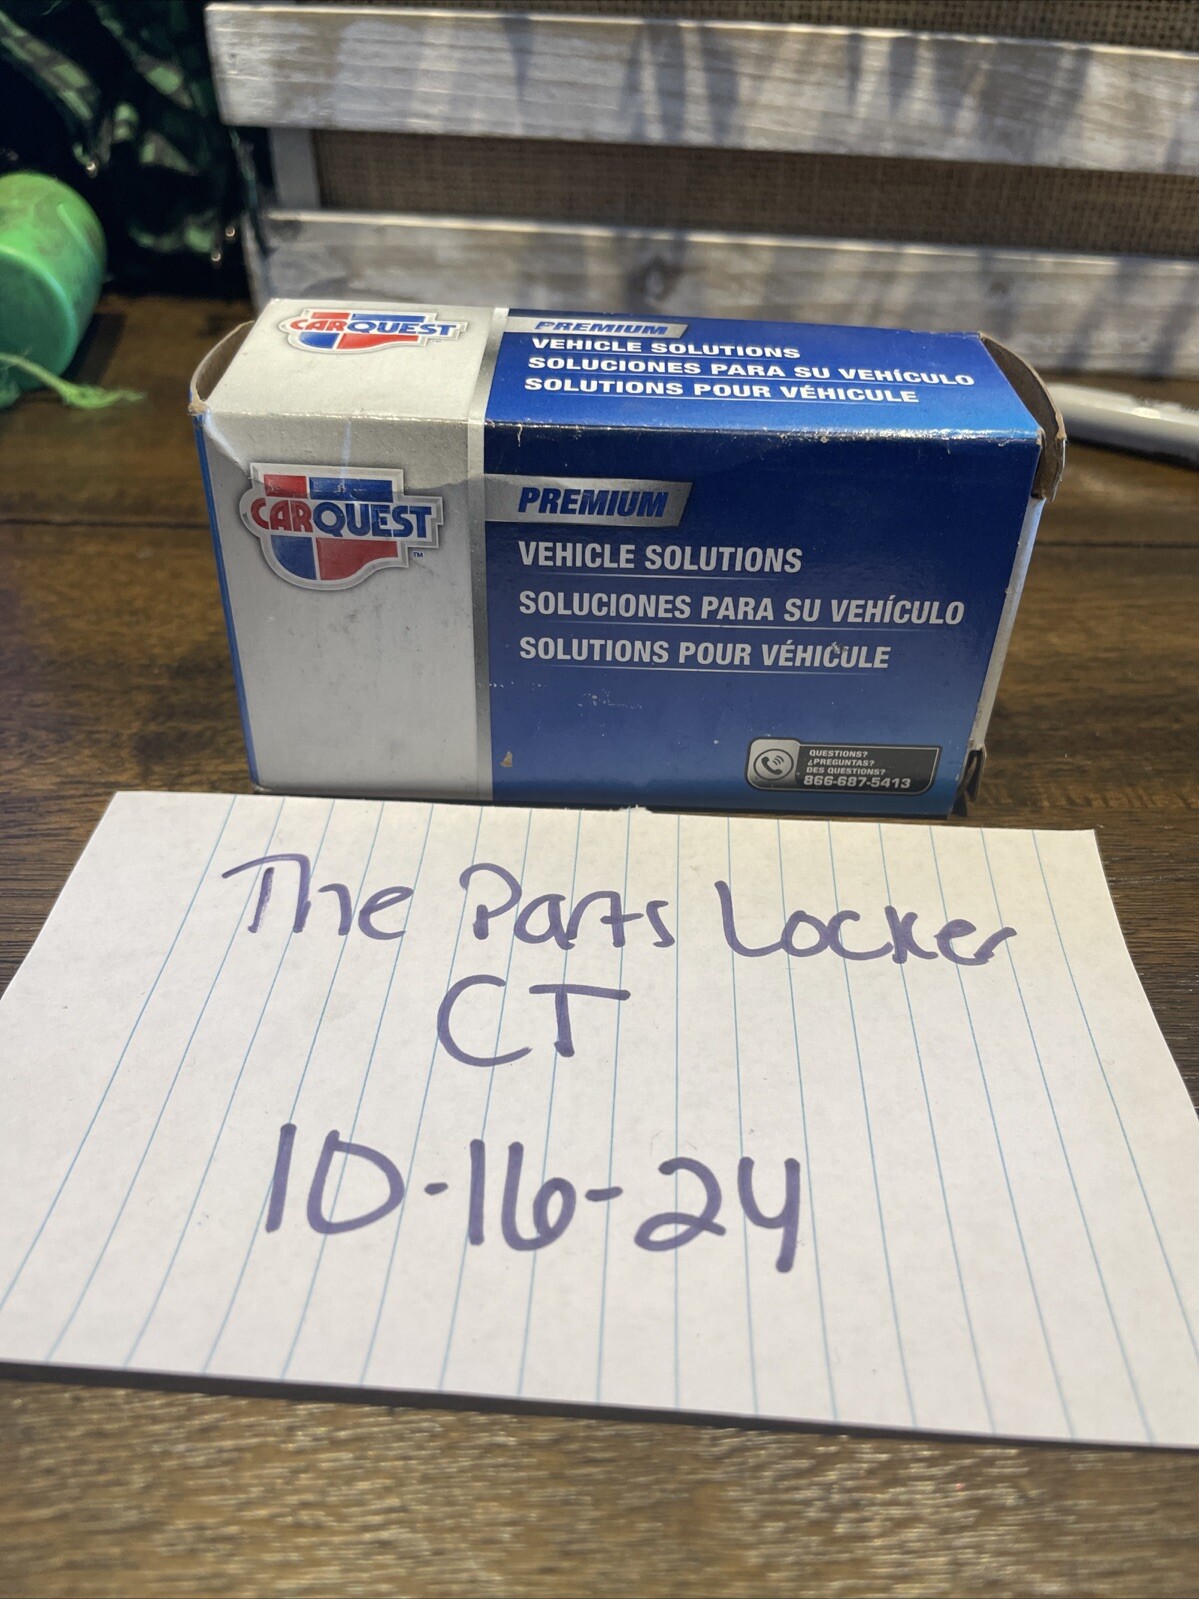 CARQUEST
PREMIUM
VEHICLE SOLUTIONS
SOLUCIONES PARA SU VEHÍCULO
SOLUTIONS POUR VÉHICULE
CARQUEST™
PREMIUM
VEHICLE SOLUTIONS
SOLUCIONES PARA SU VEHÍCULO
SOLUTIONS POUR VÉHICULE
QUESTIONS?
¿PREGUNTAS?
DES QUESTIONS?
866-687-5413
The Parts Locker
CT
10-16-24